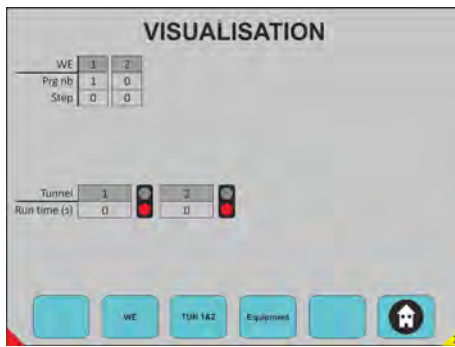 VISUALISATION
WE 1 2
Prg nb 1 0
Step 0 0
Tunnel 1 2
Run time (s) 0 0
WE TUN 1&2 Equipment